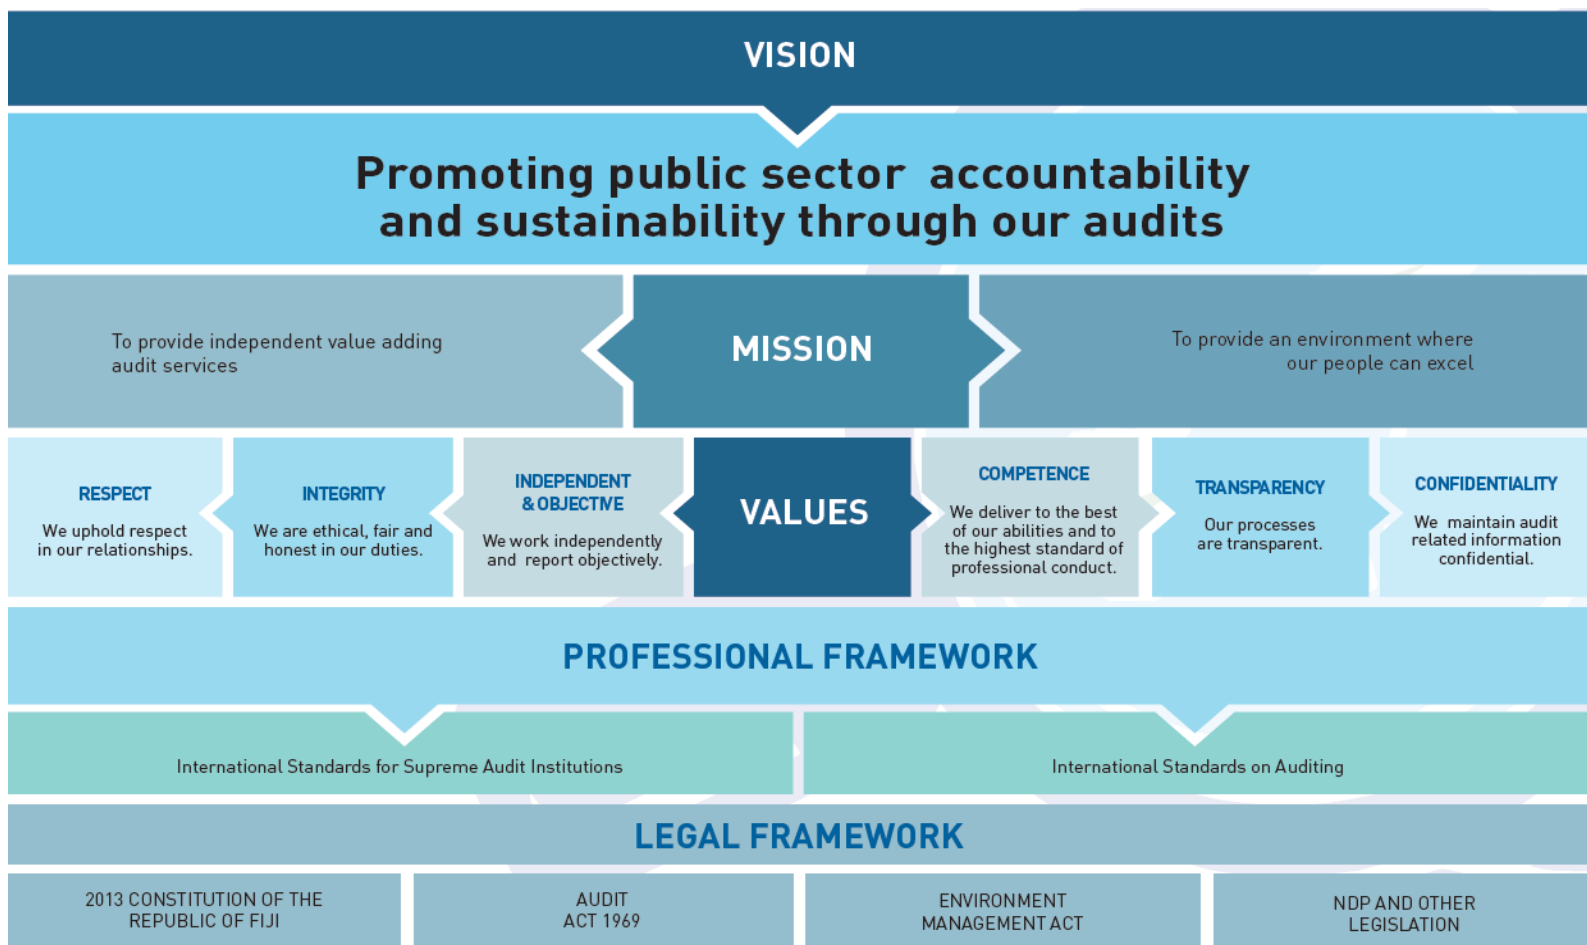 VISION
Promoting public sector accountability
and sustainability through our audits
To provide independent value adding
audit services
MISSION
To provide an environment where
our people can excel
RESPECT
We uphold respect
in our relationships.
INTEGRITY
We are ethical, fair and
honest in our duties.
INDEPENDENT
& OBJECTIVE
We work independently
and report objectively.
VALUES
COMPETENCE
We deliver to the best
of our abilities and to
the highest standard of
professional conduct.
TRANSPARENCY
Our processes
are transparent.
CONFIDENTIALITY
We maintain audit
related information
confidential.
PROFESSIONAL FRAMEWORK
International Standards for Supreme Audit Institutions
International Standards on Auditing
LEGAL FRAMEWORK
2013 CONSTITUTION OF THE
REPUBLIC OF FIJI
AUDIT
ACT 1969
ENVIRONMENT
MANAGEMENT ACT
NDP AND OTHER
LEGISLATION